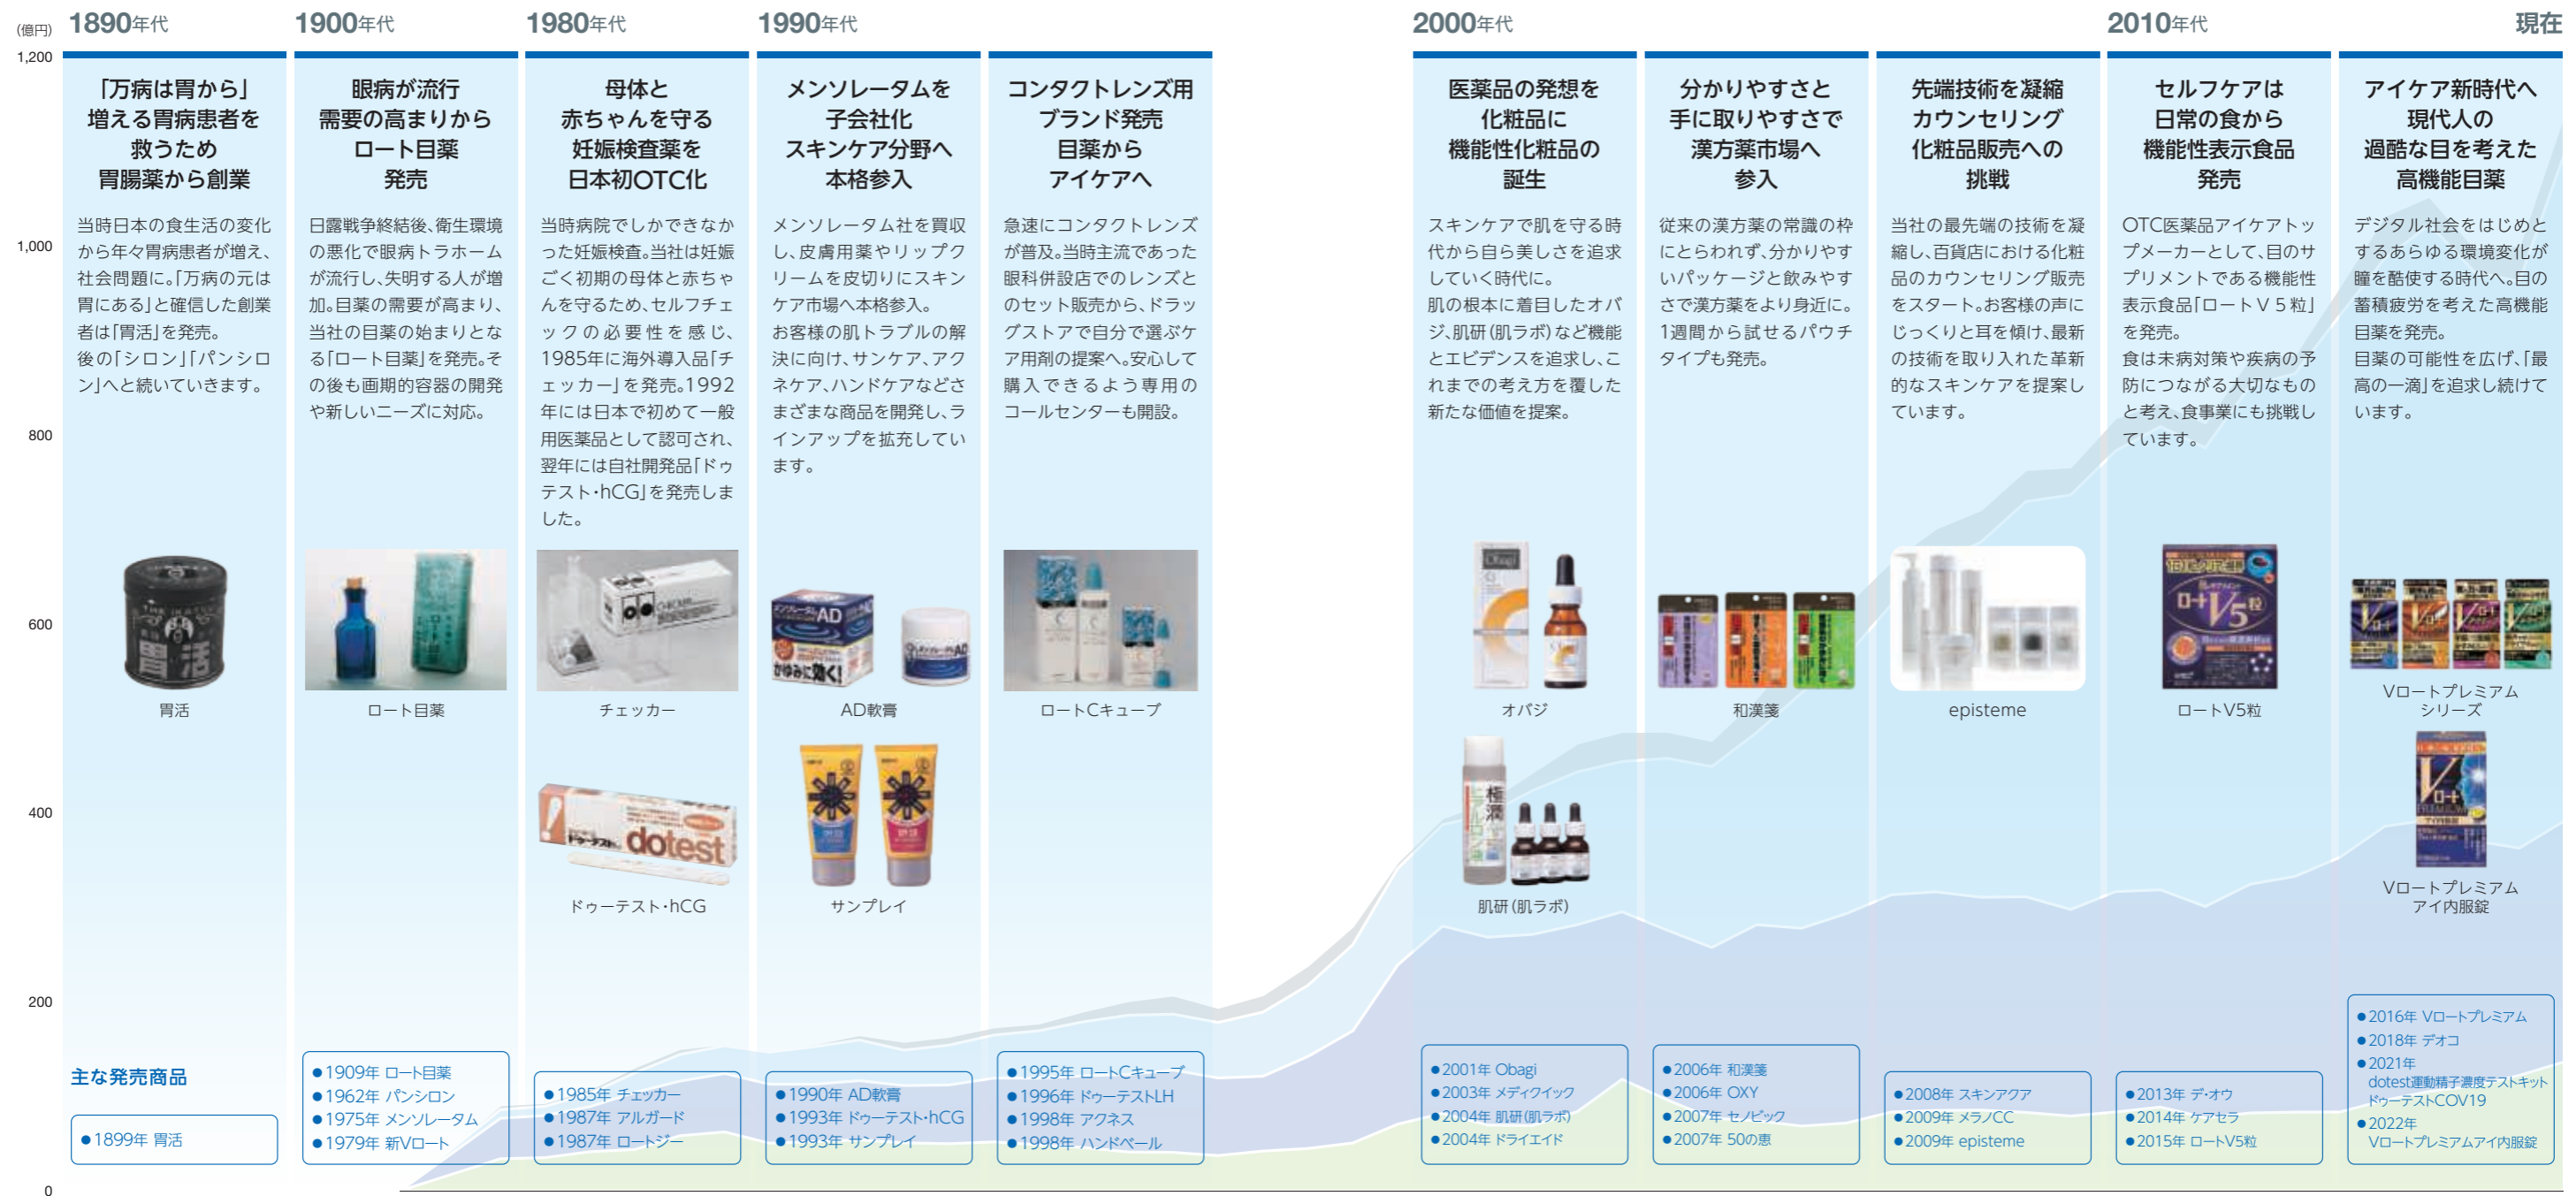 (億円)
1,200
1,000
800
600
400
200
0
1890年代
「万病は胃から」
増える胃病患者を
救うため
胃腸薬から創業
当時日本の食生活の変化
から年々胃病患者が増え、
社会問題に。「万病の元は
胃にある」と確信した創業
者は「胃活」を発売。
後の「シロン」「パンシロ
ン」へと続いていきます。
胃活
主な発売商品
●1899年 胃活
1900年代
眼病が流行
需要の高まりから
ロート目薬
発売
日露戦争終結後、衛生環境
の悪化で眼病トラホーム
が流行し、失明する人が増
加。目薬の需要が高まり、
当社の目薬の始まりとな
る「ロート目薬」を発売。そ
の後も画期的容器の開発
や新しいニーズに対応。
ロート目薬
●1909年 ロート目薬
●1962年 パンシロン
●1975年 メンソレータム
●1979年 新Vロート
1980年代
母体と
赤ちゃんを守る
妊娠検査薬を
日本初OTC化
当時病院でしかできなか
った妊娠検査。当社は妊娠
ごく初期の母体と赤ちゃ
んを守るため、セルフチェ
ックの必要性を感じ、
1985年に海外導入品「チ
ェッカー」を発売。1992
年には日本で初めて一般
用医薬品として認可され、
翌年には自社開発品「ドゥ
テスト・hCG」を発売しま
した。
チェッカー
dotest
ドゥーテスト・hCG
●1985年 チェッカー
●1987年 アルガード
●1987年 ロートジー
1990年代
メンソレータムを
子会社化
スキンケア分野へ
本格参入
メンソレータム社を買収
し、皮膚用薬やリップク
リームを皮切りにスキン
ケア市場へ本格参入。
お客様の肌トラブルの解
決に向け、サンケア、アク
ネケア、ハンドケアなどさ
まざまな商品を開発し、ラ
インアップを拡充してい
ます。
メンソレータムAD
かゆみに効く!
AD軟膏
サンプレイ
●1990年 AD軟膏
●1993年 ドゥーテスト・hCG
●1993年 サンプレイ
コンタクトレンズ用
ブランド発売
目薬から
アイケアへ
急速にコンタクトレンズ
が普及。当時主流であった
眼科併設店でのレンズと
のセット販売から、ドラッ
グストアで自分で選ぶケ
ア用剤の提案へ。安心して
購入できるよう専用の
コールセンターも開設。
ロートCキューブ
●1995年 ロートCキューブ
●1996年 ドゥーテストLH
●1998年 アクネス
●1998年 ハンドベール
2000年代
医薬品の発想を
化粧品に
機能性化粧品の
誕生
スキンケアで肌を守る時
代から自ら美しさを追求
していく時代に。
肌の根本に着目したオバ
ジ、肌研(肌ラボ)など機能
とエビデンスを追求し、こ
れまでの考え方を覆した
新たな価値を提案。
Obagi
オバジ
極潤
肌研(肌ラボ)
●2001年 Obagi
●2003年 メディクイック
●2004年 肌研(肌ラボ)
●2004年 ドライエイド
分かりやすさと
手に取りやすさで
漢方薬市場へ
参入
従来の漢方薬の常識の枠
にとらわれず、分かりやす
いパッケージと飲みやす
さで漢方薬をより身近に。
1週間から試せるパウチ
タイプも発売。
和漢箋
●2006年 和漢箋
●2006年 OXY
●2007年 セノビック
●2007年 50の恵
先端技術を凝縮
カウンセリング
化粧品販売への
挑戦
当社の最先端の技術を凝
縮し、百貨店における化粧
品のカウンセリング販売
をスタート。お客様の声に
じっくりと耳を傾け、最新
の技術を取り入れた革新
的なスキンケアを提案し
ています。
episteme
●2008年 スキンアクア
●2009年 メラノCC
●2009年 episteme
2010年代
セルフケアは
日常の食から
機能性表示食品
発売
OTC医薬品アイケアトッ
プメーカーとして、目のサ
プリメントである機能性
表示食品「ロートV5粒」
を発売。
食は未病対策や疾病の予
防につながる大切なもの
と考え、食事業にも挑戦し
ています。
ロートV5粒
ロートV5粒
●2013年 デ・オウ
●2014年 ケアセラ
●2015年 ロートV5粒
現在
アイケア新時代へ
現代人の
過酷な目を考えた
高機能目薬
デジタル社会をはじめと
するあらゆる環境変化が
瞳を酷使する時代へ。目の
蓄積疲労を考えた高機能
目薬を発売。
目薬の可能性を広げ、「最
高の一滴」を追求し続けて
います。
Vロートプレミアム
シリーズ
Vロート
PREMIUM
アイ内服錠
Vロートプレミアム
アイ内服錠
●2016年 Vロートプレミアム
●2018年 デオコ
●2021年
dotest運動精子濃度テストキット
ドゥーテストCOV19
●2022年
Vロートプレミアムアイ内服錠